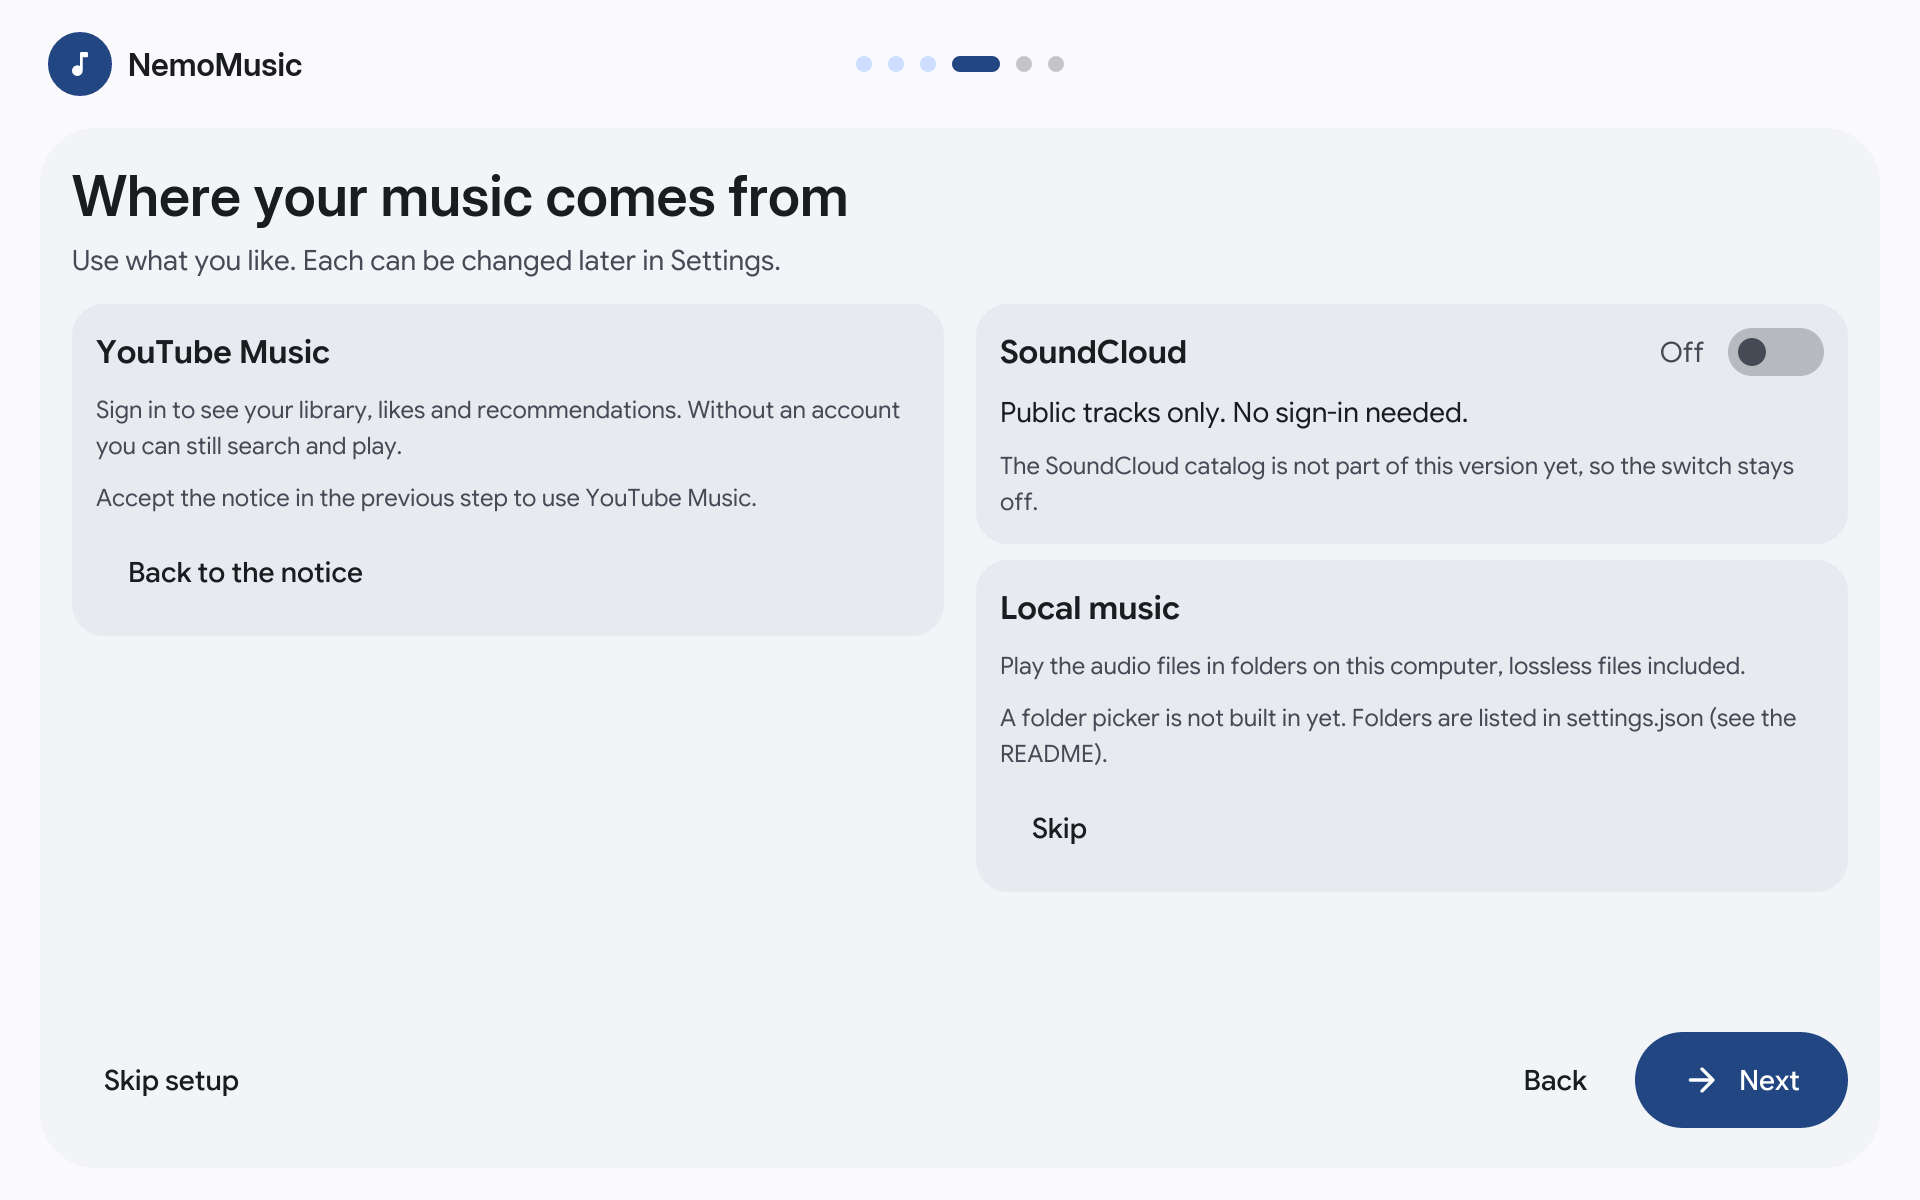 NemoMusic
Where your music comes from
Use what you like. Each can be changed later in Settings.
YouTube Music
Sign in to see your library, likes and recommendations. Without an account
you can still search and play.
Accept the notice in the previous step to use YouTube Music.
Back to the notice
SoundCloud
Off
Public tracks only. No sign-in needed.
The SoundCloud catalog is not part of this version yet, so the switch stays
off.
Local music
Play the audio files in folders on this computer, lossless files included.
A folder picker is not built in yet. Folders are listed in settings.json (see the
README).
Skip
Skip setup
Back
Next